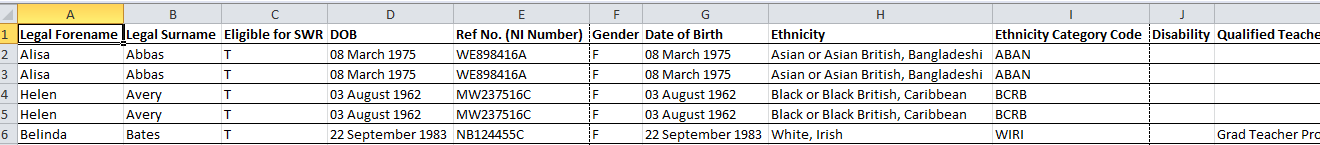 A B C D E F G H I J
1 Legal Forename Legal Surname Eligible for SWR DOB Ref No. (NI Number) Gender Date of Birth Ethnicity Ethnicity Category Code Disability Qualified Teache
2 Alisa Abbas T 08 March 1975 WE898416A F 08 March 1975 Asian or Asian British, Bangladeshi ABAN
3 Alisa Abbas T 08 March 1975 WE898416A F 08 March 1975 Asian or Asian British, Bangladeshi ABAN
4 Helen Avery T 03 August 1962 MW237516C F 03 August 1962 Black or Black British, Caribbean BCRB
5 Helen Avery T 03 August 1962 MW237516C F 03 August 1962 Black or Black British, Caribbean BCRB
6 Belinda Bates T 22 September 1983 NB124455C F 22 September 1983 White, Irish WIRI Grad Teacher Pro